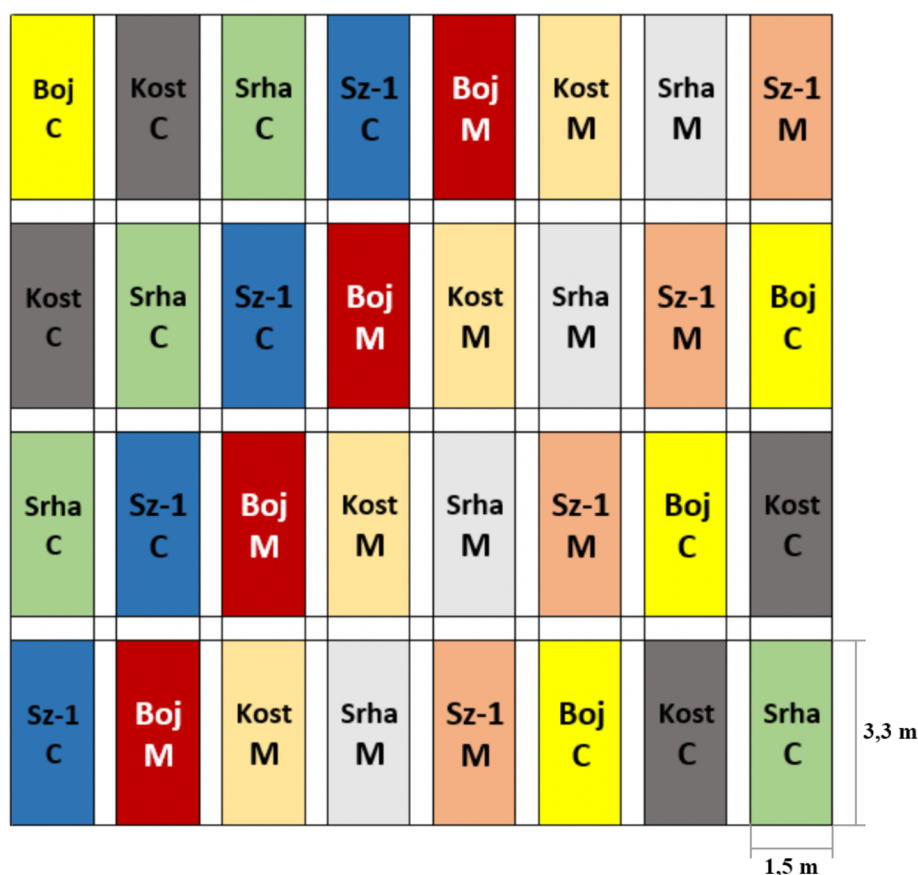 Boj Kost Srha Sz-1 Boj Kost Srha Sz-1
C C C C M M M M
Kost Srha Sz-1 Boj Kost Srha Sz-1 Boj
C C C M M M M C
Srha Sz-1 Boj Kost Srha Sz-1 Boj Kost
C C M M M M C C
Sz-1 Boj Kost Srha Sz-1 Boj Kost Srha
C M M M M C C C
3,3 m
1,5 m